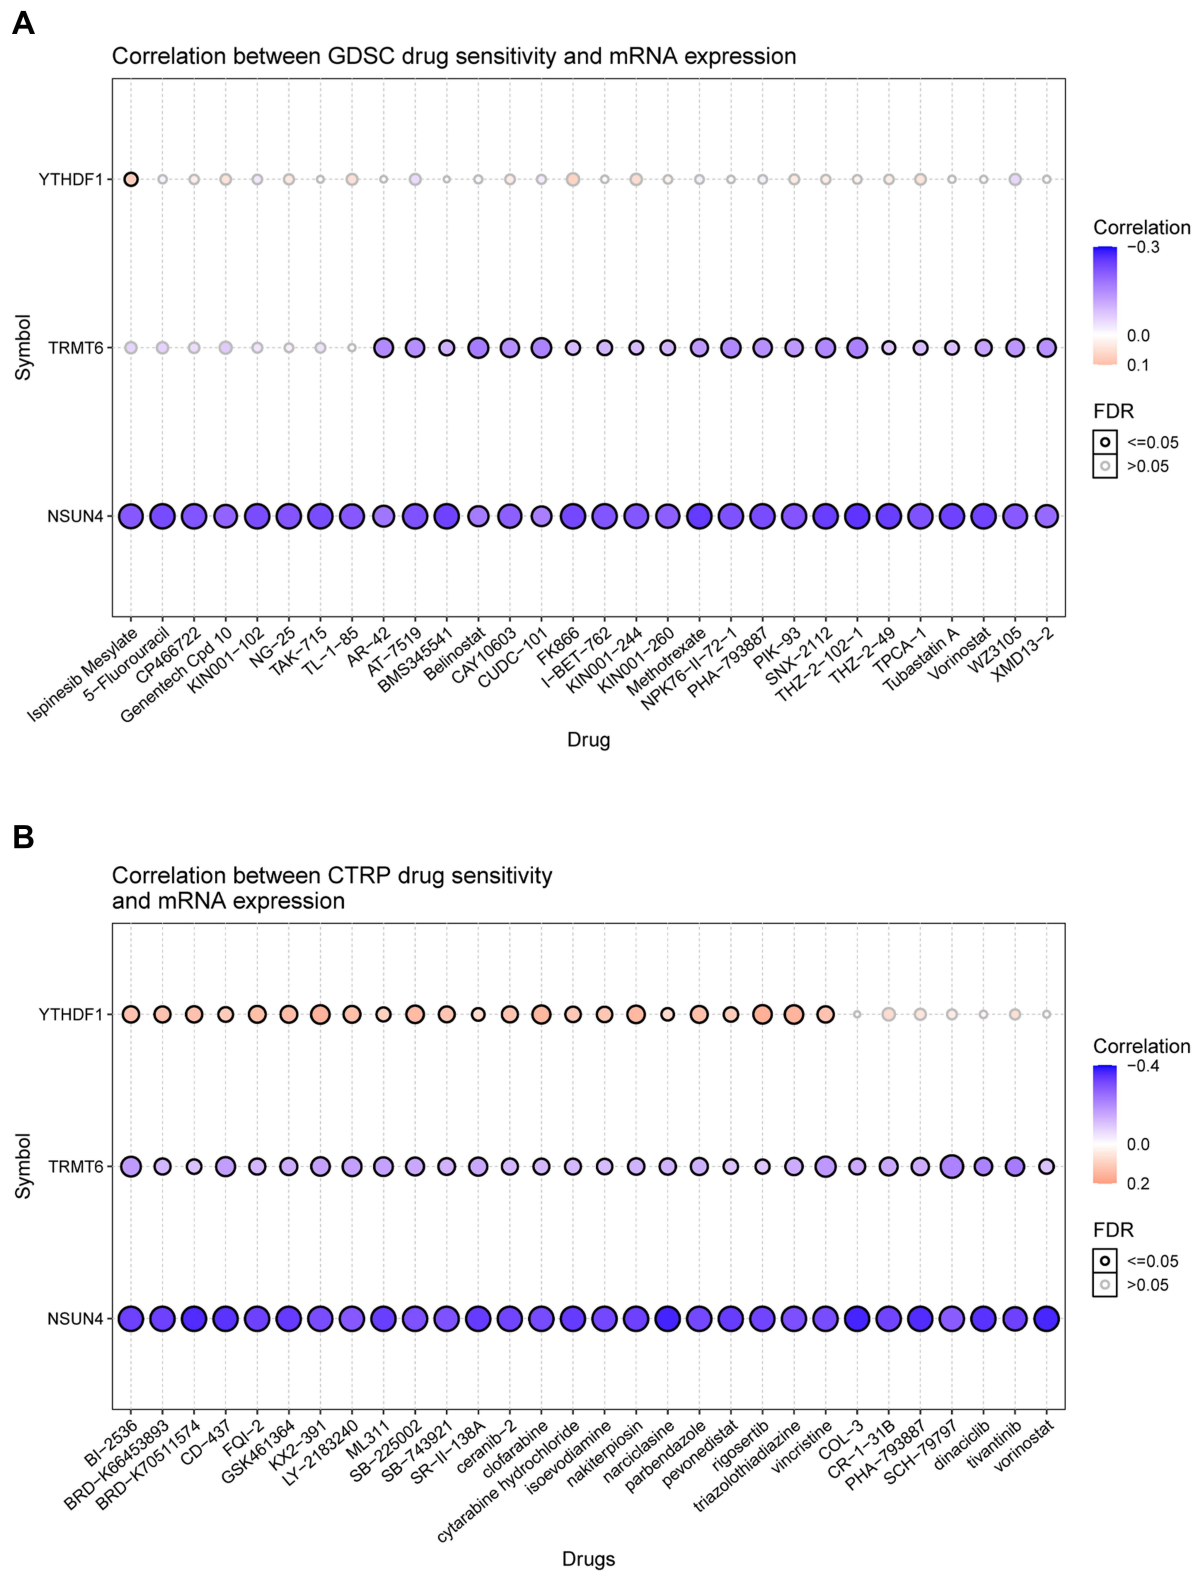 A
Correlation between GDSC drug sensitivity and mRNA expression
Symbol
YTHDF1
TRMT6
NSUN4
Ispinesib Mesylate
5−Fluorouracil
CP466722
Genentech Cpd 10
KIN001−102
NG−25
TAK−715
TL−1−85
AR−42
AT−7519
BMS345541
Belinostat
CAY10603
CUDC−101
FK866
I−BET−762
KIN001−244
KIN001−260
Methotrexate
NPK76−II−72−1
PHA−793887
PIK−93
SNX−2112
THZ−2−102−1
THZ−2−49
TPCA−1
Tubastatin A
Vorinostat
WZ3105
XMD13−2
Drug
Correlation
−0.3
0.0
0.1
FDR
<=0.05
>0.05
B
Correlation between CTRP drug sensitivity
and mRNA expression
Symbol
YTHDF1
TRMT6
NSUN4
BI−2536
BRD−K66453893
BRD−K70511574
CD−437
FQI−2
GSK461364
KX2−391
LY−2183240
ML311
SB−225002
SB−743921
SR−II−138A
ceranib−2
clofarabine
cytarabine hydrochloride
isoevodiamine
nakiterpiosin
narciclasine
parbendazole
pevonedistat
rigosertib
triazolothiadiazine
vincristine
COL−3
CR−1−31B
PHA−793887
SCH−79797
dinaciclib
tivantinib
vorinostat
Drugs
Correlation
−0.4
0.0
0.2
FDR
<=0.05
>0.05